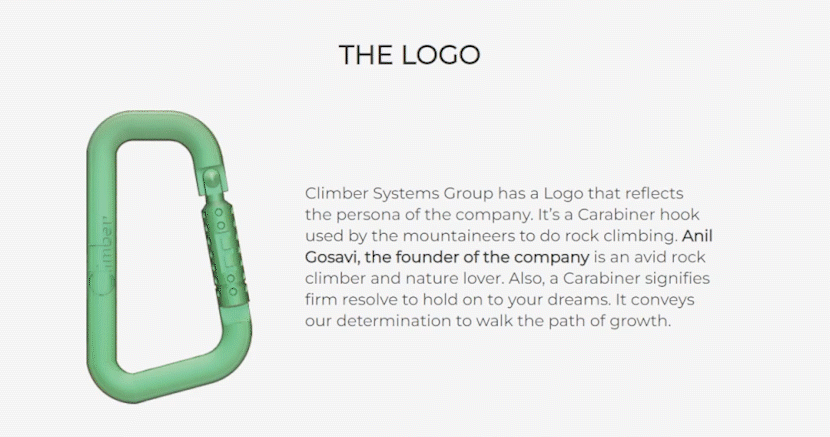 THE LOGO
Climber
Climber Systems Group has a Logo that reflects
the persona of the company. It’s a Carabiner hook
used by the mountaineers to do rock climbing. Anil
Gosavi, the founder of the company is an avid rock
climber and nature lover. Also, a Carabiner signifies
firm resolve to hold on to your dreams. It conveys
our determination to walk the path of growth.